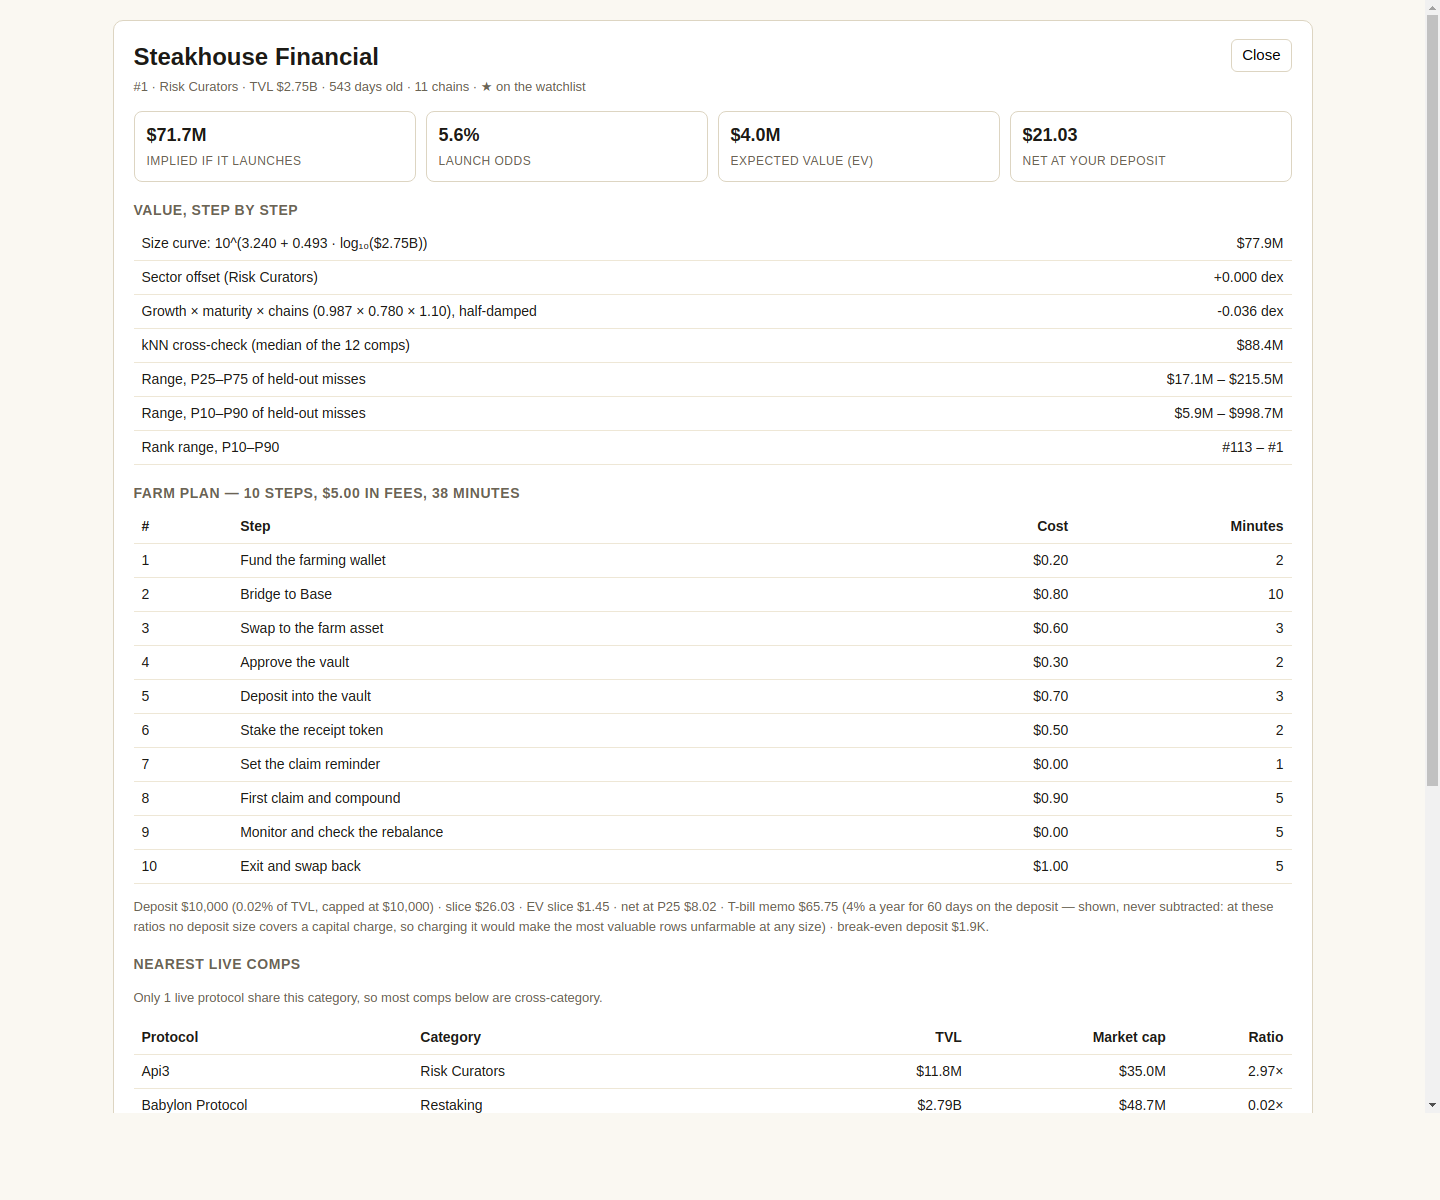 Steakhouse Financial
Close
#1 · Risk Curators · TVL $2.75B · 543 days old · 11 chains · ★ on the watchlist
$71.7M
IMPLIED IF IT LAUNCHES
5.6%
LAUNCH ODDS
$4.0M
EXPECTED VALUE (EV)
$21.03
NET AT YOUR DEPOSIT
VALUE, STEP BY STEP
Size curve: 10^(3.240 + 0.493 · log₁₀($2.75B)) $77.9M
Sector offset (Risk Curators) +0.000 dex
Growth × maturity × chains (0.987 × 0.780 × 1.10), half-damped -0.036 dex
kNN cross-check (median of the 12 comps) $88.4M
Range, P25–P75 of held-out misses $17.1M – $215.5M
Range, P10–P90 of held-out misses $5.9M – $998.7M
Rank range, P10–P90 #113 – #1
FARM PLAN — 10 STEPS, $5.00 IN FEES, 38 MINUTES
# Step Cost Minutes
1 Fund the farming wallet $0.20 2
2 Bridge to Base $0.80 10
3 Swap to the farm asset $0.60 3
4 Approve the vault $0.30 2
5 Deposit into the vault $0.70 3
6 Stake the receipt token $0.50 2
7 Set the claim reminder $0.00 1
8 First claim and compound $0.90 5
9 Monitor and check the rebalance $0.00 5
10 Exit and swap back $1.00 5
Deposit $10,000 (0.02% of TVL, capped at $10,000) · slice $26.03 · EV slice $1.45 · net at P25 $8.02 · T-bill memo $65.75 (4% a year for 60 days on the deposit — shown, never subtracted: at these
ratios no deposit size covers a capital charge, so charging it would make the most valuable rows unfarmable at any size) · break-even deposit $1.9K.
NEAREST LIVE COMPS
Only 1 live protocol share this category, so most comps below are cross-category.
Protocol Category TVL Market cap Ratio
Api3 Risk Curators $11.8M $35.0M 2.97×
Babylon Protocol Restaking $2.79B $48.7M 0.02×